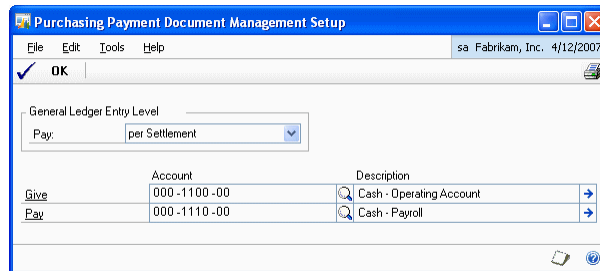 Purchasing Payment Document Management Setup
File Edit Tools Help sa Fabrikam, Inc. 4/12/2007
OK
General Ledger Entry Level
Pay: per Settlement
Account Description
Give 000 -1100 -00 Cash - Operating Account
Pay 000 -1110 -00 Cash - Payroll